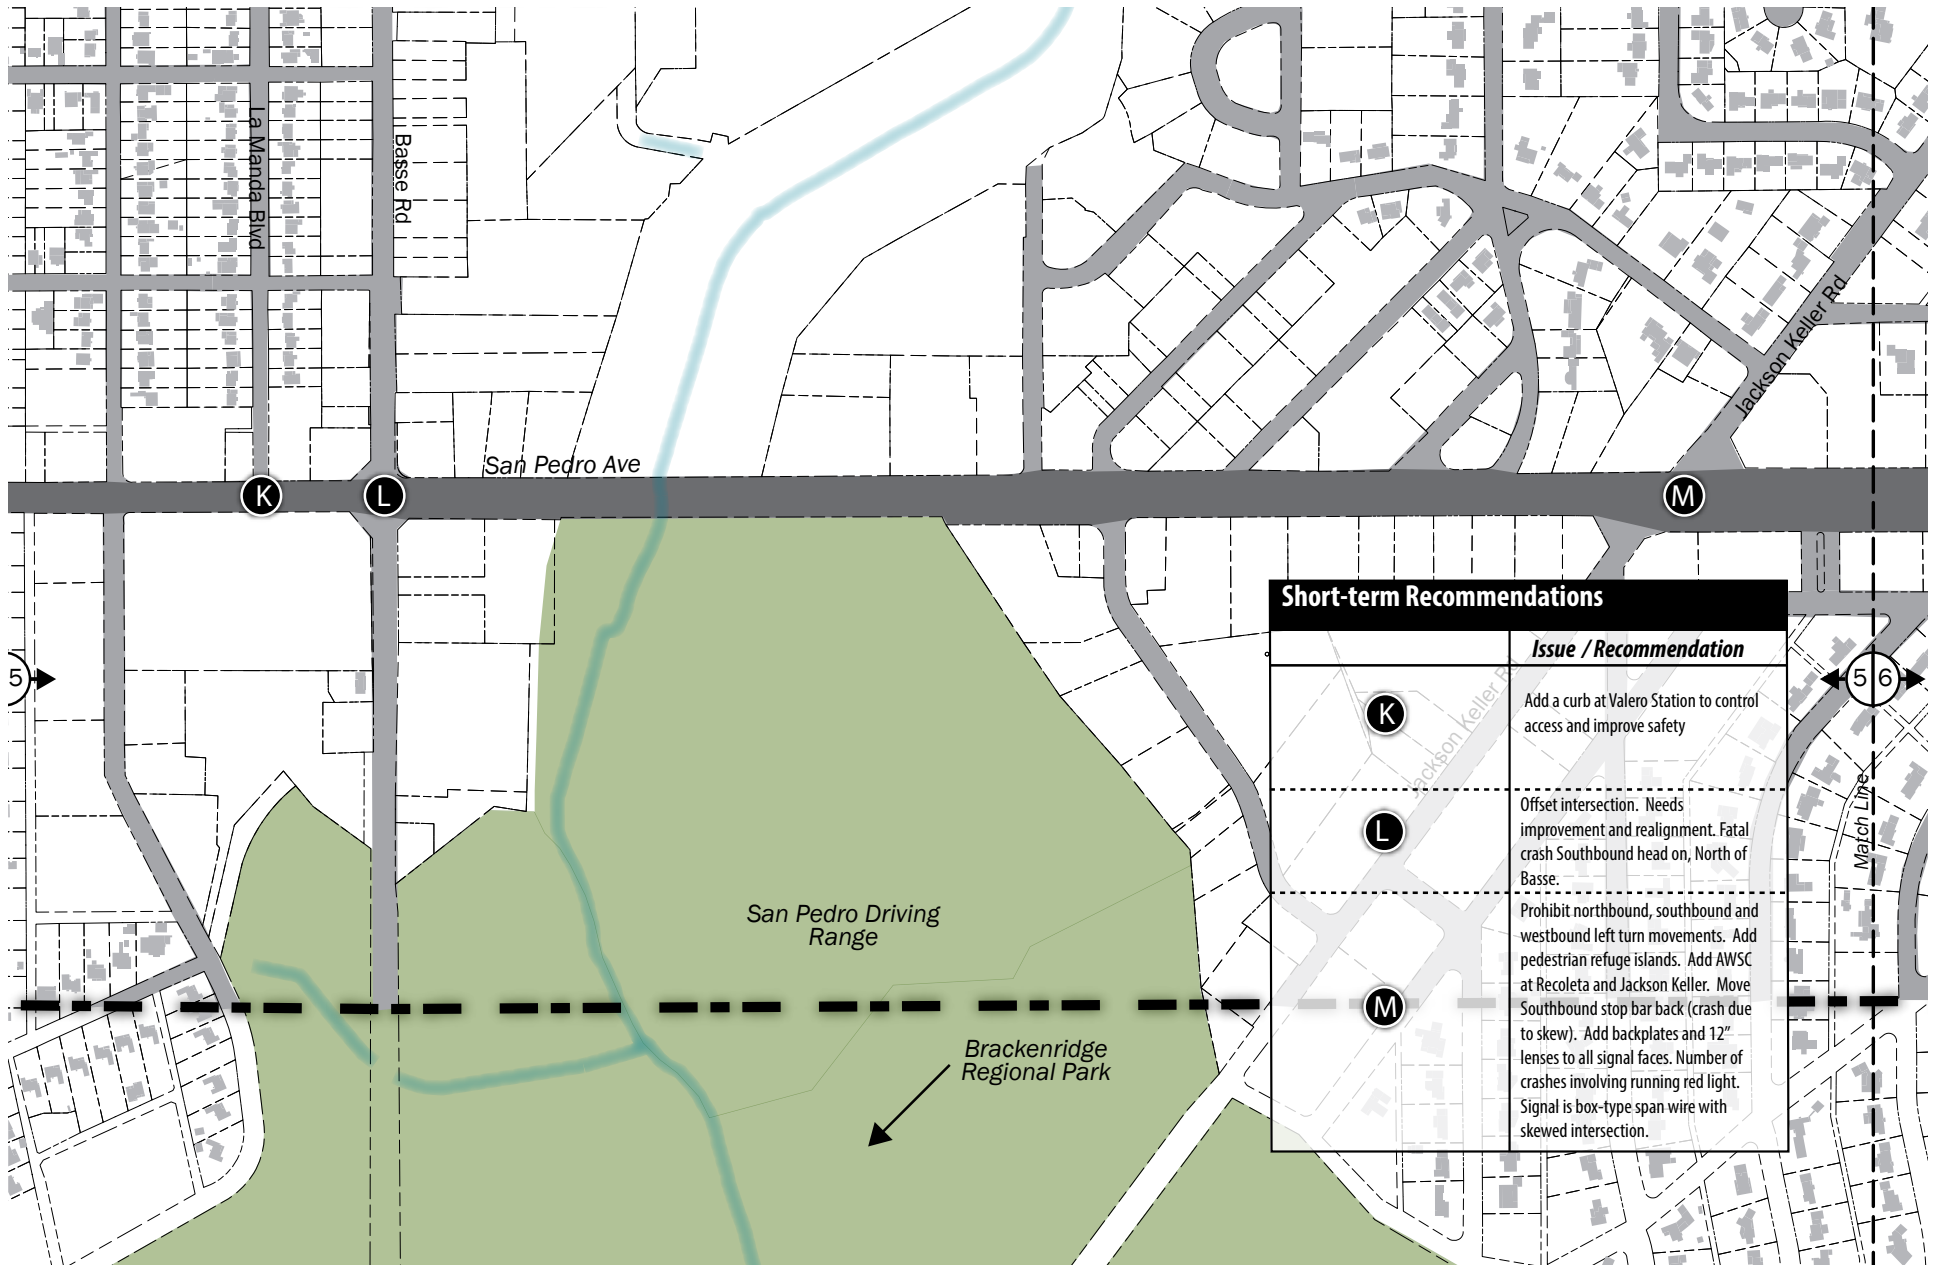 La Manda Blvd
Basse Rd
Jackson Keller Rd
San Pedro Ave
K
L
M
Short-term Recommendations
Issue / Recommendation
K
Add a curb at Valero Station to control
access and improve safety
L
Offset intersection. Needs
improvement and realignment. Fatal
crash Southbound head on, North of
Basse.
M
Prohibit northbound, southbound and
westbound left turn movements. Add
pedestrian refuge islands. Add AWSC
at Recoleta and Jackson Keller. Move
Southbound stop bar back (crash due
to skew). Add backplates and 12”
lenses to all signal faces. Number of
crashes involving running red light.
Signal is box-type span wire with
skewed intersection.
Jackson Keller Rd
5
5 6
Match Line
San Pedro Driving
Range
Brackenridge
Regional Park